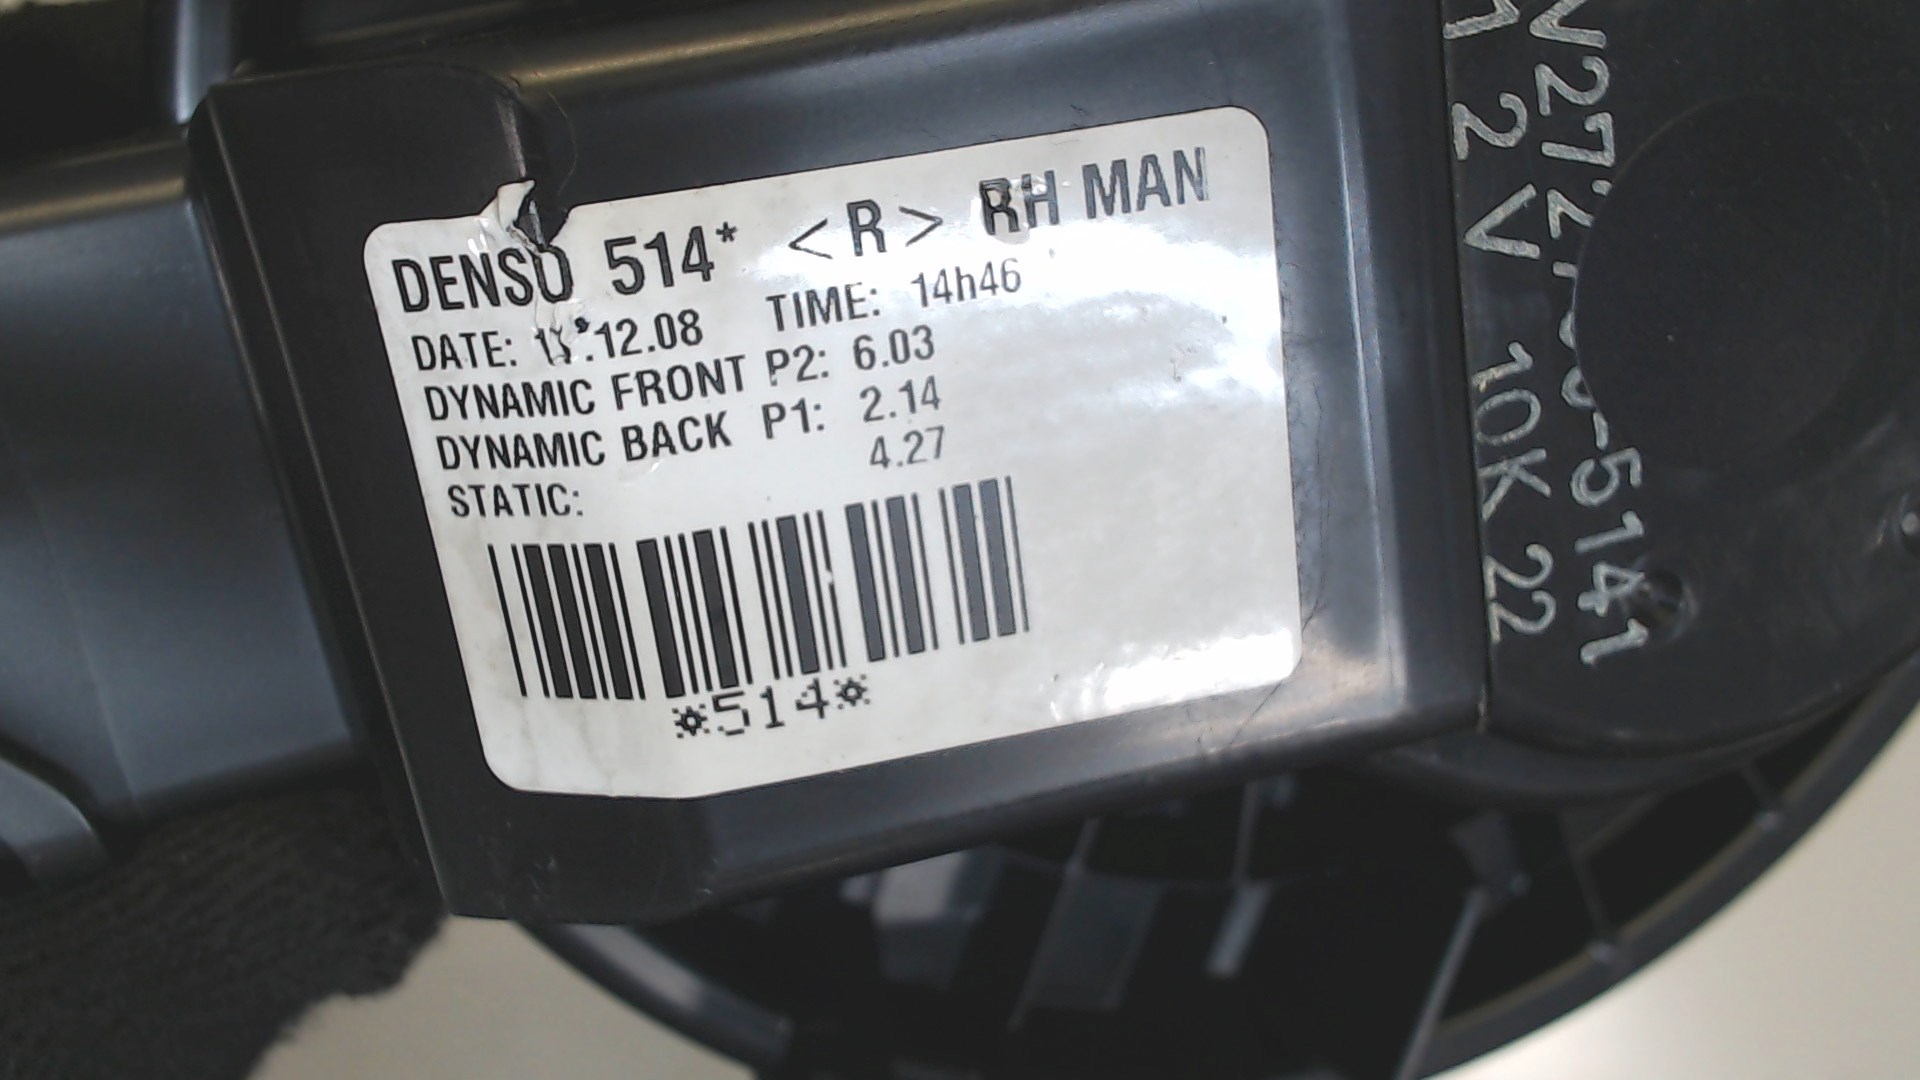 DENSO 514* <R> RH MAN
DATE: .12.08 TIME: 14h46
DYNAMIC FRONT P2: 6.03
DYNAMIC BACK P1: 2.14
STATIC: 4.27
*514*
2 V 10K 22